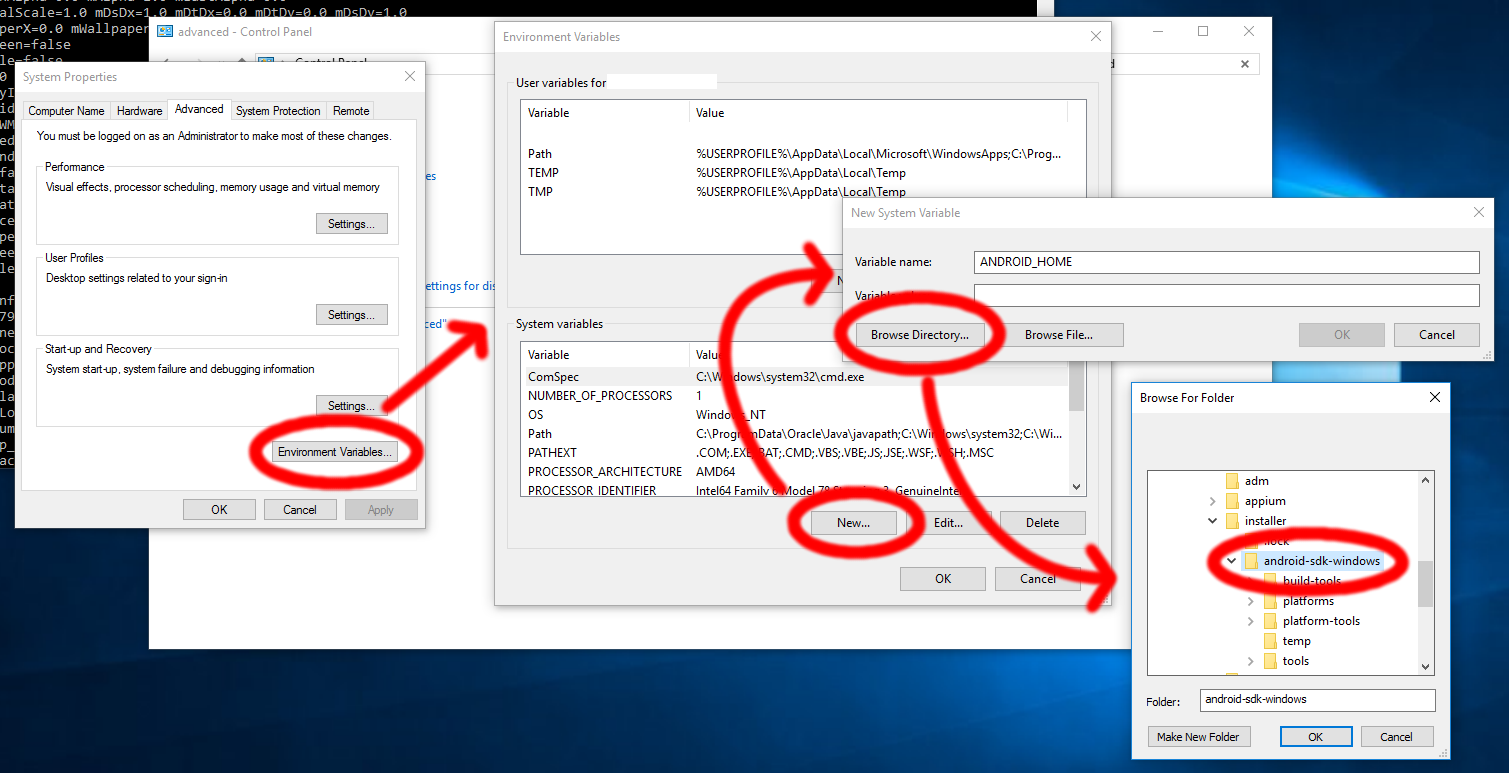 alScale=1.0 mDsDx=1.0 mDtDx=0.0 mDtDy=0.0 mDsDy=1.0
perX=0.0 mWallpaper
een=false
le=false
advanced - Control Panel
Control Panel
System Properties
Computer Name Hardware Advanced System Protection Remote
You must be logged on as an Administrator to make most of these changes.
Performance
Visual effects, processor scheduling, memory usage and virtual memory
Settings...
User Profiles
Desktop settings related to your sign-in
Settings...
Start-up and Recovery
System start-up, system failure and debugging information
Settings...
Environment Variables...
OK Cancel Apply
es
ettings for dis
ced"
Environment Variables
User variables for
Variable Value
Path %USERPROFILE%\AppData\Local\Microsoft\WindowsApps;C:\Prog...
TEMP %USERPROFILE%\AppData\Local\Temp
TMP %USERPROFILE%\AppData\Local\Temp
System variables
Variable Value
ComSpec C:\Windows\system32\cmd.exe
NUMBER_OF_PROCESSORS 1
OS Windows_NT
Path C:\ProgramData\Oracle\Java\javapath;C:\Windows\system32;C:\Wi...
PATHEXT .COM;.EXE;.BAT;.CMD;.VBS;.VBE;.JS;.JSE;.WSF;.WSH;.MSC
PROCESSOR_ARCHITECTURE AMD64
PROCESSOR_IDENTIFIER Intel64 Family 6 Model 78 Stepping 3, GenuineIntel
New... Edit... Delete
OK Cancel
New System Variable
Variable name: ANDROID_HOME
Variable
Browse Directory... Browse File... OK Cancel
Browse For Folder
adm
appium
installer
android-sdk-windows
build-tools
platforms
platform-tools
temp
tools
Folder: android-sdk-windows
Make New Folder OK Cancel